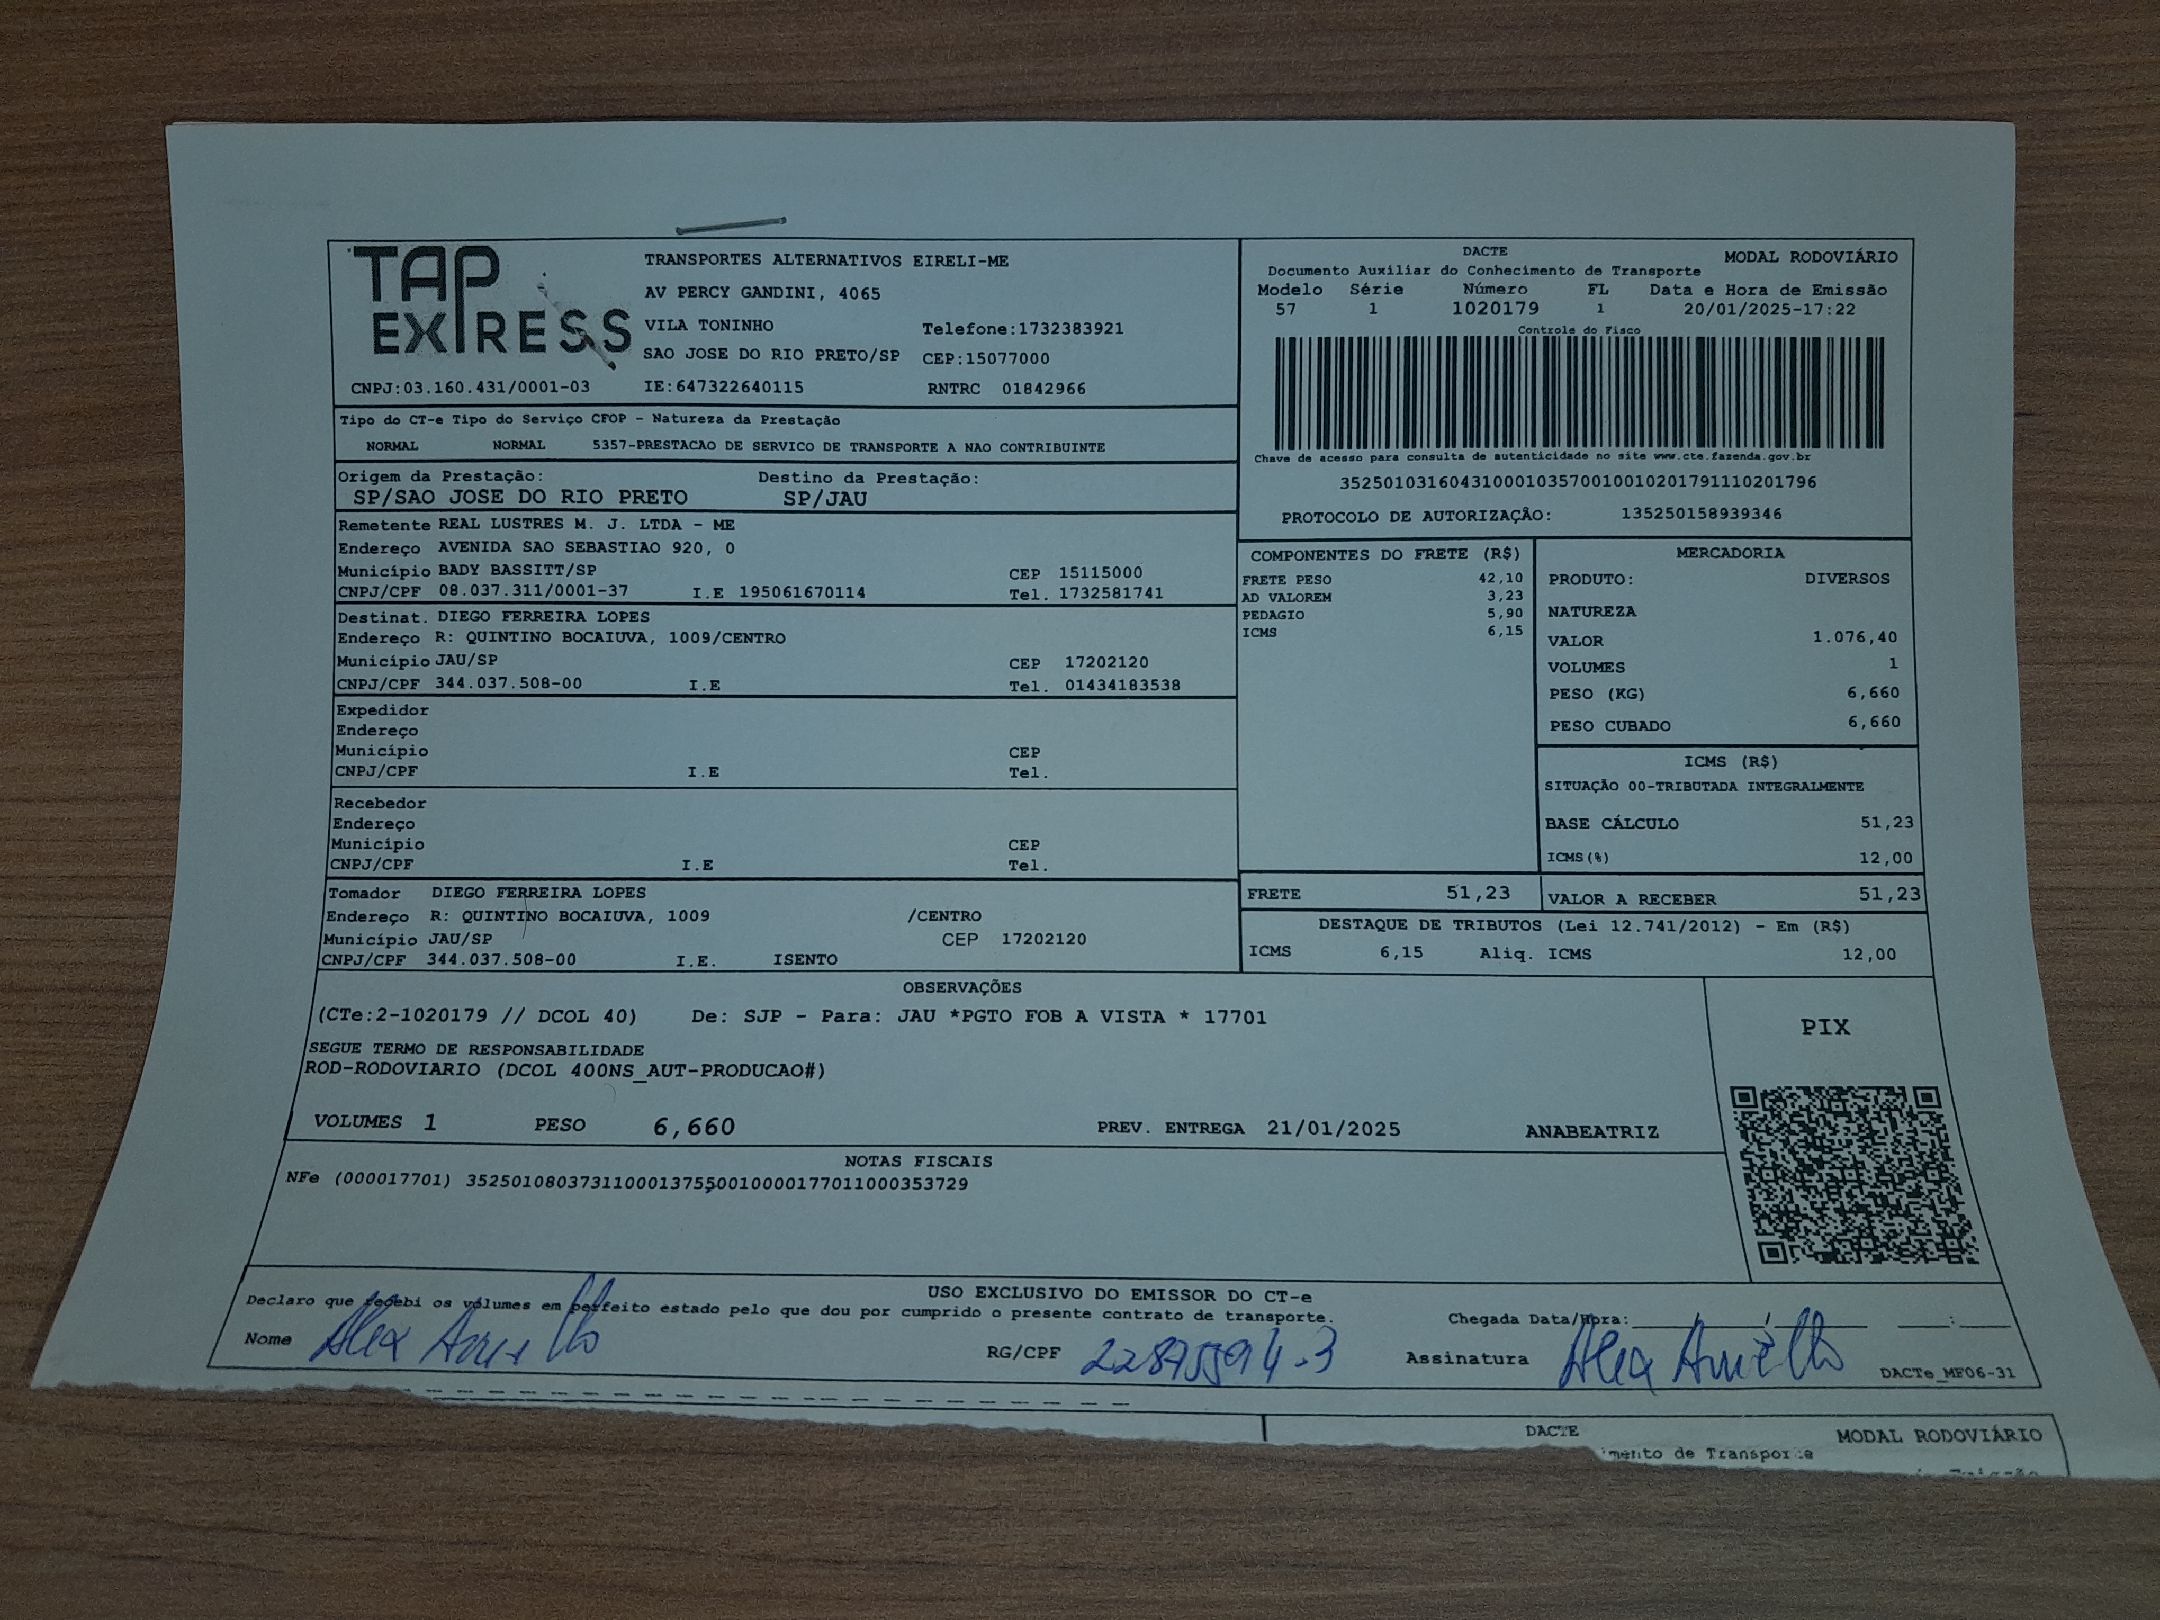 TAP EXPRESS
TRANSPORTES ALTERNATIVOS EIRELI-ME
AV PERCY GANDINI, 4065
VILA TONINHO Telefone:1732383921
SAO JOSE DO RIO PRETO/SP CEP:15077000
CNPJ:03.160.431/0001-03 IE:647322640115 RNTRC 01842966
DACTE MODAL RODOVIÁRIO
Documento Auxiliar do Conhecimento de Transporte
Modelo Série Número FL Data e Hora de Emissão
57 1 1020179 1 20/01/2025-17:22
Controle do Fisco
Chave de acesso para consulta de autenticidade no site www.cte.fazenda.gov.br
35250103160431000103570010010201791110201796
PROTOCOLO DE AUTORIZAÇÃO: 135250158939346
Tipo do CT-e Tipo do Serviço CFOP - Natureza da Prestação
NORMAL NORMAL 5357-PRESTACAO DE SERVICO DE TRANSPORTE A NAO CONTRIBUINTE
Origem da Prestação: Destino da Prestação:
SP/SAO JOSE DO RIO PRETO SP/JAU
Remetente REAL LUSTRES M. J. LTDA - ME
Endereço AVENIDA SAO SEBASTIAO 920, 0
Município BADY BASSITT/SP CEP 15115000
CNPJ/CPF 08.037.311/0001-37 I.E 195061670114 Tel. 1732581741
Destinat. DIEGO FERREIRA LOPES
Endereço R: QUINTINO BOCAIUVA, 1009/CENTRO
Município JAU/SP CEP 17202120
CNPJ/CPF 344.037.508-00 I.E Tel. 01434183538
Expedidor
Endereço
Município CEP
CNPJ/CPF I.E Tel.
Recebedor
Endereço
Município CEP
CNPJ/CPF I.E Tel.
Tomador DIEGO FERREIRA LOPES
Endereço R: QUINTINO BOCAIUVA, 1009 /CENTRO
Município JAU/SP CEP 17202120
CNPJ/CPF 344.037.508-00 I.E. ISENTO
COMPONENTES DO FRETE (R$)
FRETE PESO 42,10
AD VALOREM 3,23
PEDAGIO 5,90
ICMS 6,15
MERCADORIA
PRODUTO: DIVERSOS
NATUREZA
VALOR 1.076,40
VOLUMES 1
PESO (KG) 6,660
PESO CUBADO 6,660
ICMS (R$)
SITUAÇÃO 00-TRIBUTADA INTEGRALMENTE
BASE CÁLCULO 51,23
ICMS(%) 12,00
FRETE 51,23 VALOR A RECEBER 51,23
DESTAQUE DE TRIBUTOS (Lei 12.741/2012) - Em (R$)
ICMS 6,15 Aliq. ICMS 12,00
OBSERVAÇÕES
(CTe:2-1020179 // DCOL 40) De: SJP - Para: JAU *PGTO FOB A VISTA * 17701
SEGUE TERMO DE RESPONSABILIDADE
ROD-RODOVIARIO (DCOL 400NS_AUT-PRODUCAO#)
VOLUMES 1 PESO 6,660 PREV. ENTREGA 21/01/2025 ANABEATRIZ
PIX
NOTAS FISCAIS
NFe (000017701) 35250108037311000137550010000177011000353729
USO EXCLUSIVO DO EMISSOR DO CT-e
Declaro que recebi os volumes em perfeito estado pelo que dou por cumprido o presente contrato de transporte. Chegada Data/Hora:
Nome Alex RG/CPF Assinatura Alex DACTe_MF06-31
DACTE MODAL RODOVIÁRIO
mento de Transporte